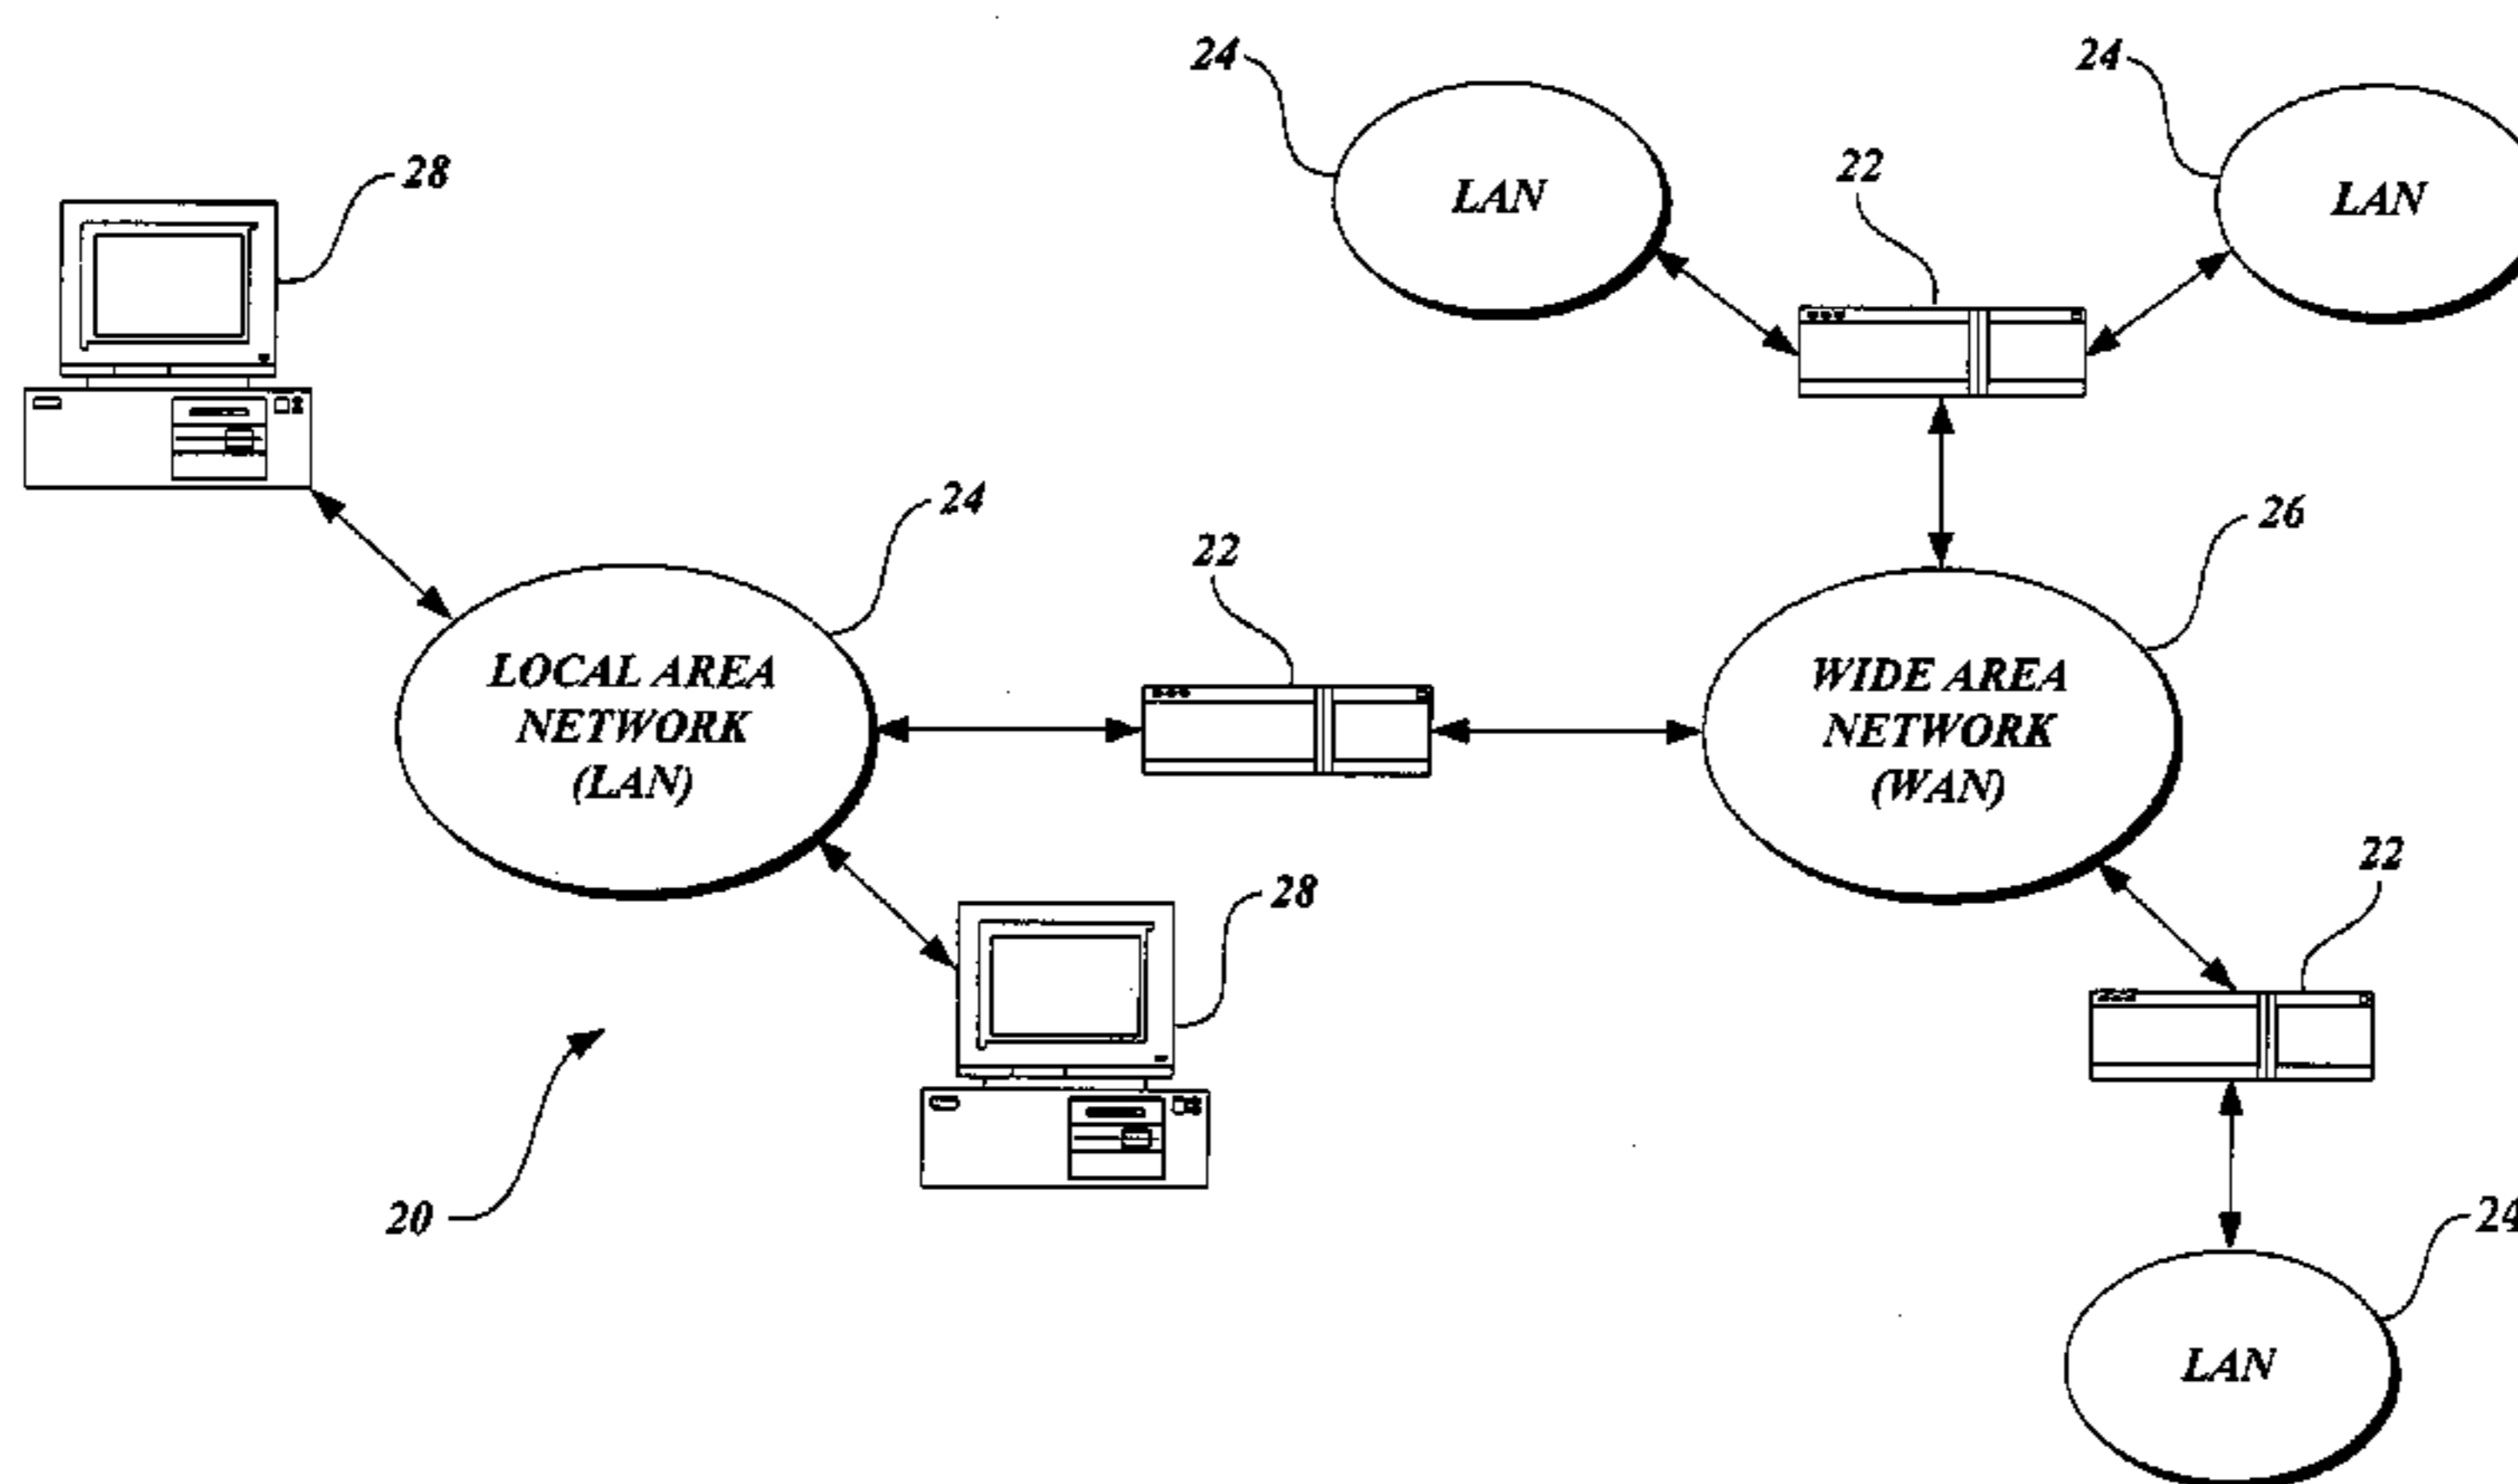 24
24
28
22
LAN
LAN
24
26
22
LOCAL AREA
NETWORK
(LAN)
WIDE AREA
NETWORK
(WAN)
22
28
20
24
LAN